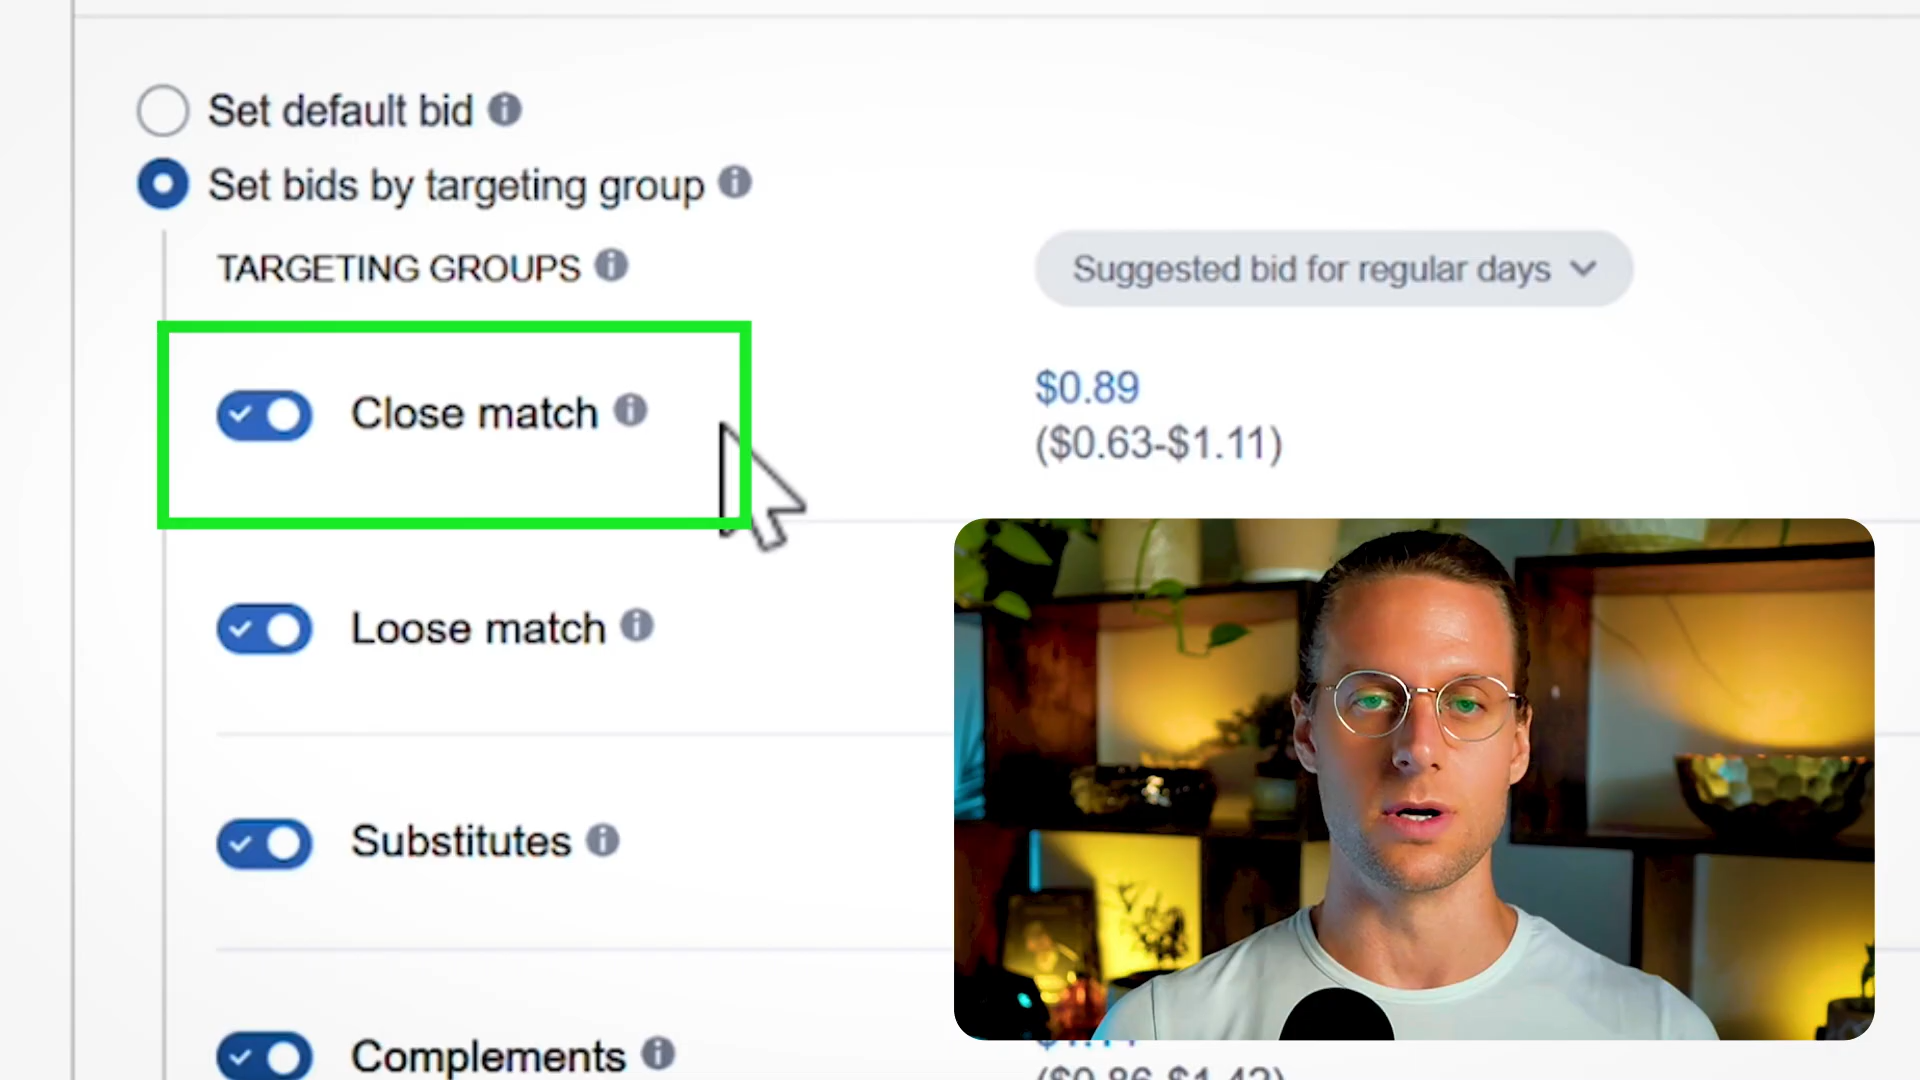 Set default bid
Set bids by targeting group
TARGETING GROUPS
Suggested bid for regular days
Close match
$0.89
($0.63-$1.11)
Loose match
Substitutes
Complements